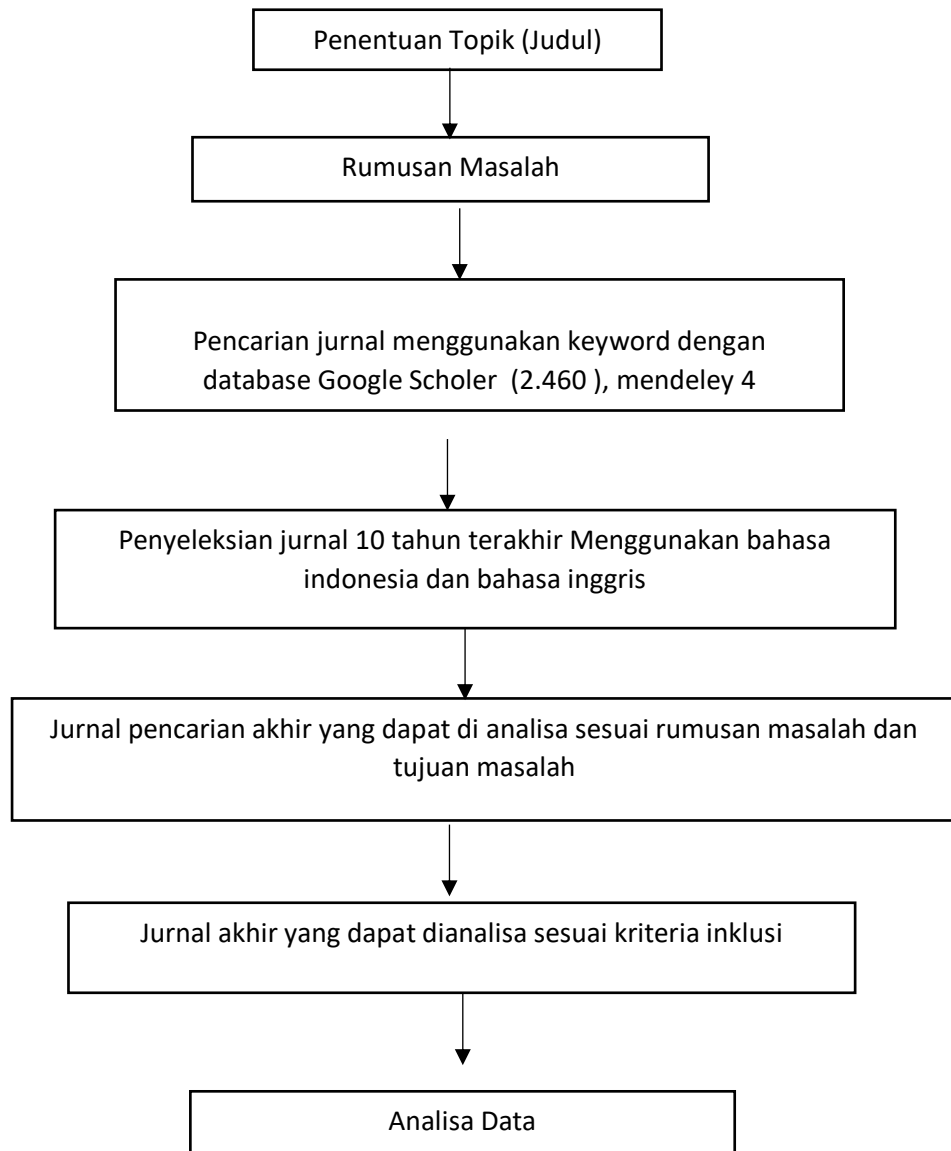 Penentuan Topik (Judul)
Rumusan Masalah
Pencarian jurnal menggunakan keyword dengan
database Google Scholer  (2.460 ), mendeley 4
Penyeleksian jurnal 10 tahun terakhir Menggunakan bahasa
indonesia dan bahasa inggris
Jurnal pencarian akhir yang dapat di analisa sesuai rumusan masalah dan
tujuan masalah
Jurnal akhir yang dapat dianalisa sesuai kriteria inklusi
Analisa Data